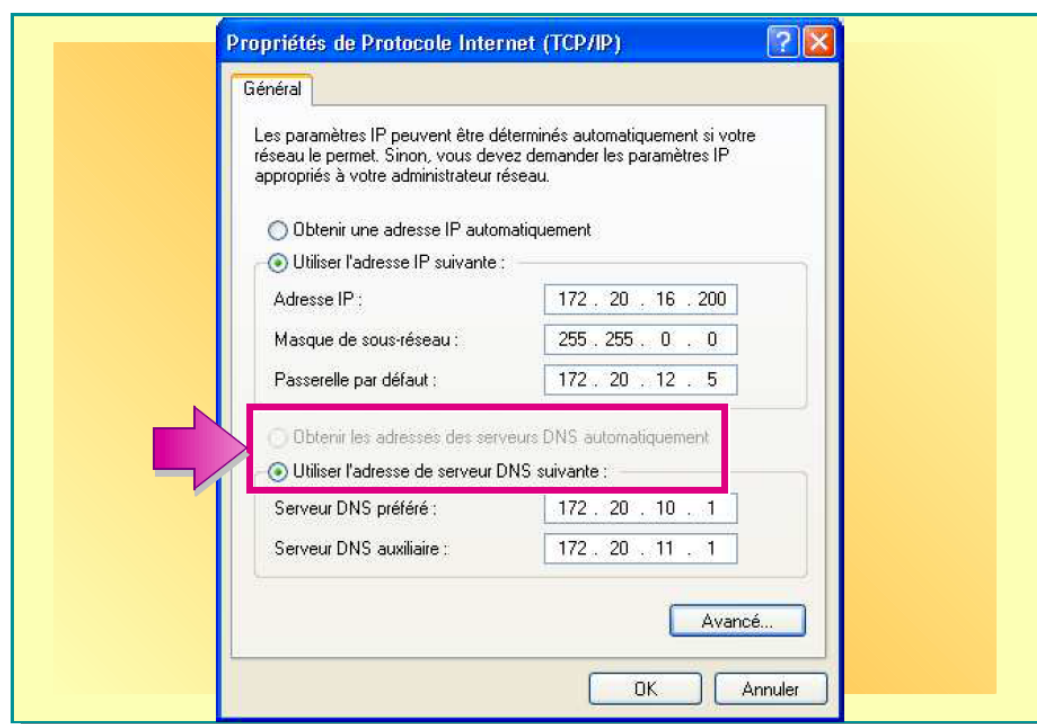 Propriétés de Protocole Internet (TCP/IP)
Général
Les paramètres IP peuvent être déterminés automatiquement si votre
réseau le permet. Sinon, vous devez demander les paramètres IP
appropriés à votre administrateur réseau.
Obtenir une adresse IP automatiquement
Utiliser l'adresse IP suivante :
Adresse IP : 172 . 20 . 16 . 200
Masque de sous-réseau : 255 . 255 . 0 . 0
Passerelle par défaut : 172 . 20 . 12 . 5
Obtenir les adresses des serveurs DNS automatiquement
Utiliser l'adresse de serveur DNS suivante :
Serveur DNS préféré : 172 . 20 . 10 . 1
Serveur DNS auxiliaire : 172 . 20 . 11 . 1
Avancé...
OK Annuler